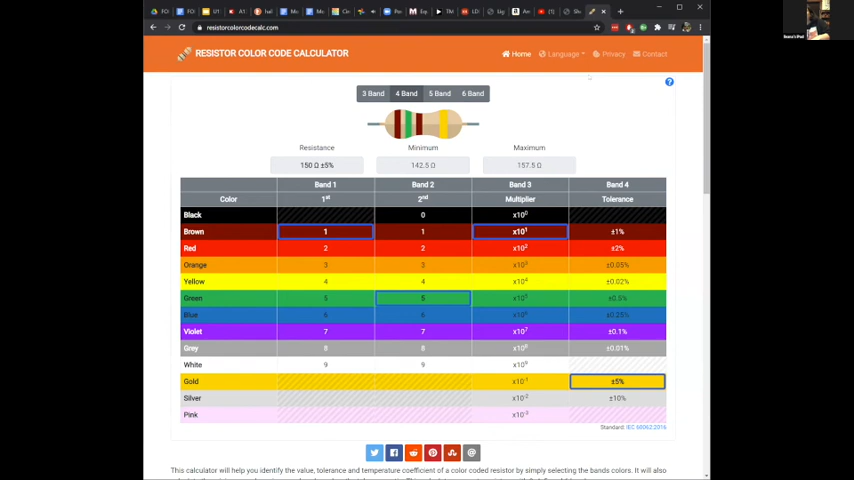 resistorcolorcodecalc.com
RESISTOR COLOR CODE CALCULATOR
Home Language Privacy Contact
?
3 Band 4 Band 5 Band 6 Band
Resistance Minimum Maximum
150 Ω ±5% 142.5 Ω 157.5 Ω
Band 1 Band 2 Band 3 Band 4
Color 1st 2nd Multiplier Tolerance
Black 0 x10⁰
Brown 1 1 x10¹ ±1%
Red 2 2 x10² ±2%
Orange 3 3 x10³ ±0.05%
Yellow 4 4 x10⁴ ±0.02%
Green 5 5 x10⁵ ±0.5%
Blue 6 6 x10⁶ ±0.25%
Violet 7 7 x10⁷ ±0.1%
Grey 8 8 x10⁸ ±0.01%
White 9 9 x10⁹
Gold x10⁻¹ ±5%
Silver x10⁻² ±10%
Pink x10⁻³
Standard: IEC 60062:2016
This calculator will help you identify the value, tolerance and temperature coefficient of a color coded resistor by simply selecting the bands colors. It will also